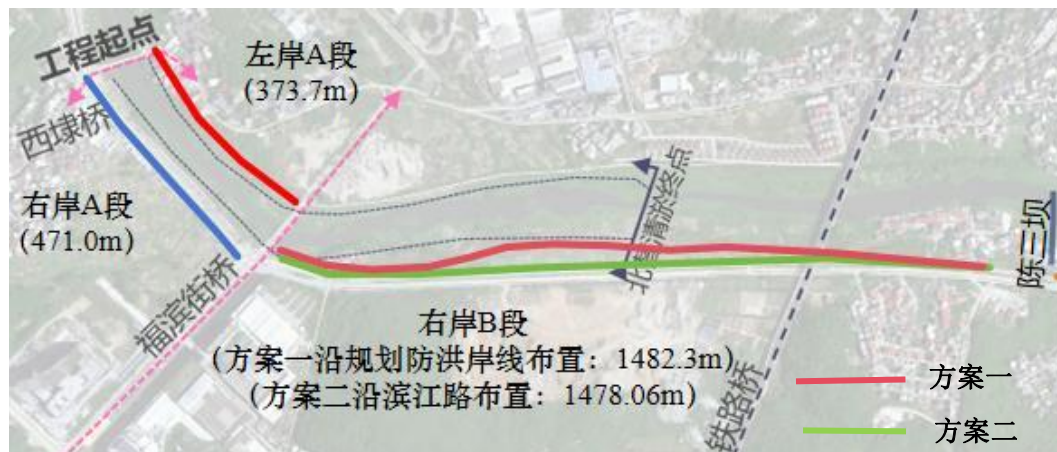 工程起点
左岸A段
(373.7m)
西埭桥
右岸A段
(471.0m)
福滨街桥
北彎清淤终点
陈三坝
右岸B段
(方案一沿规划防洪岸线布置：1482.3m)
(方案二沿滨江路布置：1478.06m)
铁路桥
方案一
方案二